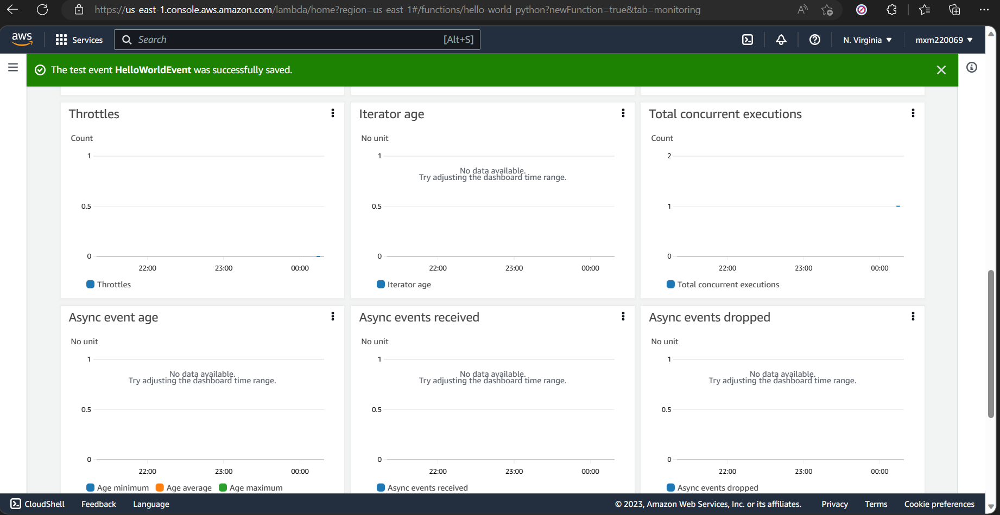 https://us-east-1.console.aws.amazon.com/lambda/home?region=us-east-1#/functions/hello-world-python?newFunction=true&tab=monitoring
aws Services Search [Alt+S] N. Virginia mxm220069
The test event HelloWorldEvent was successfully saved.
Throttles
Count
1
0.5
0
22:00 23:00 00:00
Throttles
Iterator age
No unit
1
No data available.
Try adjusting the dashboard time range.
0.5
0
22:00 23:00 00:00
Iterator age
Total concurrent executions
Count
2
1
0
22:00 23:00 00:00
Total concurrent executions
Async event age
No unit
1
No data available.
Try adjusting the dashboard time range.
0.5
0
22:00 23:00 00:00
Age minimum Age average Age maximum
Async events received
No unit
1
No data available.
Try adjusting the dashboard time range.
0.5
0
22:00 23:00 00:00
Async events received
Async events dropped
No unit
1
No data available.
Try adjusting the dashboard time range.
0.5
0
22:00 23:00 00:00
Async events dropped
CloudShell Feedback Language © 2023, Amazon Web Services, Inc. or its affiliates. Privacy Terms Cookie preferences